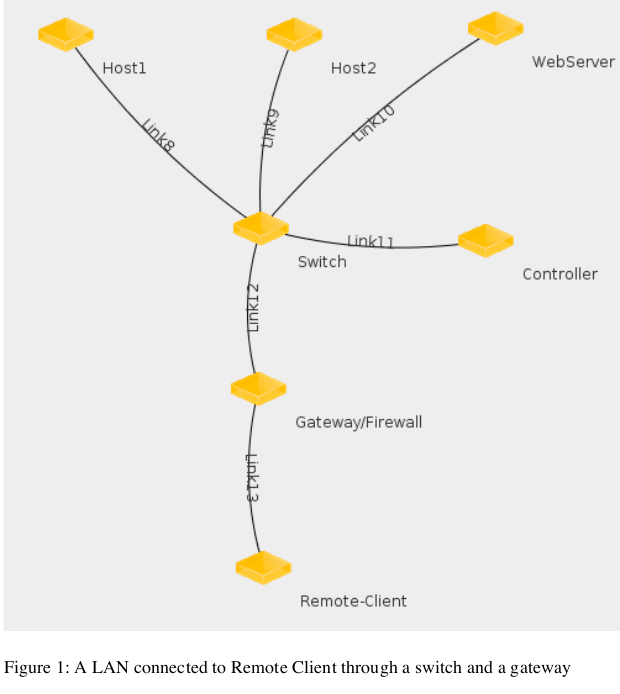 Host1
Host2
WebServer
Link8
Link9
Link10
Link11
Switch
Controller
Link12
Gateway/Firewall
Link13
Remote-Client
Figure 1: A LAN connected to Remote Client through a switch and a gateway